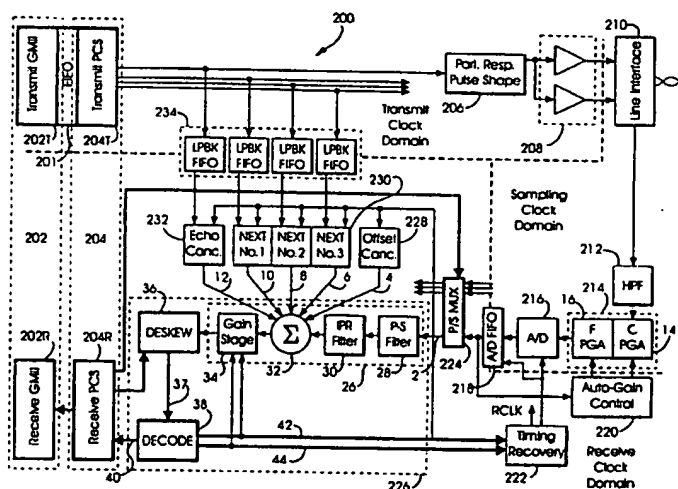 200
210
Transmit GMII
FIFO
Transmit PCS
Part. Resp.
Pulse Shape
206
Line Interface
202T
201
204T
234
Transmit
Clock
Domain
208
LPBK
FIFO
LPBK
FIFO
LPBK
FIFO
LPBK
FIFO
230
Sampling Clock
Domain
202
204
232
Echo
Canc.
NEXT
No.1
NEXT
No.2
NEXT
No.3
228
Offset
Canc.
212
HPF
12
10
8
6
4
36
216
16
214
DESKEW
Gain
Stage
Σ
IPR
Filter
P-S
Filter
P/S MUX
A/D FIFO
A/D
F
PGA
C
PGA
14
202R
204R
34
32
30
26
28
2
224
218
Auto-Gain
Control
37
38
RCLK
220
Receive GMII
Receive PCS
DECODE
42
44
Timing
Recovery
222
Receive
Clock
Domain
40
226